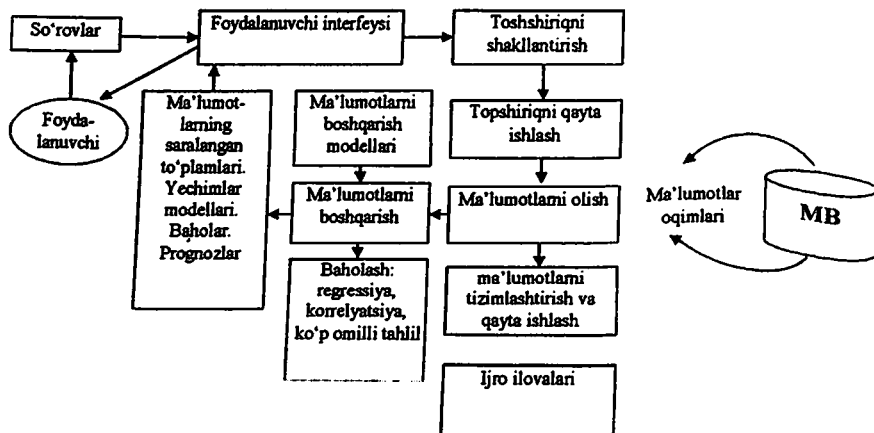 So‘rovlar
Foydalanuvchi interfeysi
Toshshiriqni
shakllantirish
Foyda-
lanuvchi
Ma’lumot-
larning
saralangan
to‘plamlari.
Yechimlar
modellari.
Baholar.
Prognozlar
Ma’lumotlarni
boshqarish
modellari
Topshiriqni qayta
ishlash
Ma’lumotlarni
boshqarish
Ma’lumotlarni olish
Ma’lumotlar
oqimlari
MB
Baholash:
regressiya,
korrelyatsiya,
ko‘p omilli tahlil
ma’lumotlarni
tizimlashtirish va
qayta ishlash
Ijro ilovalari